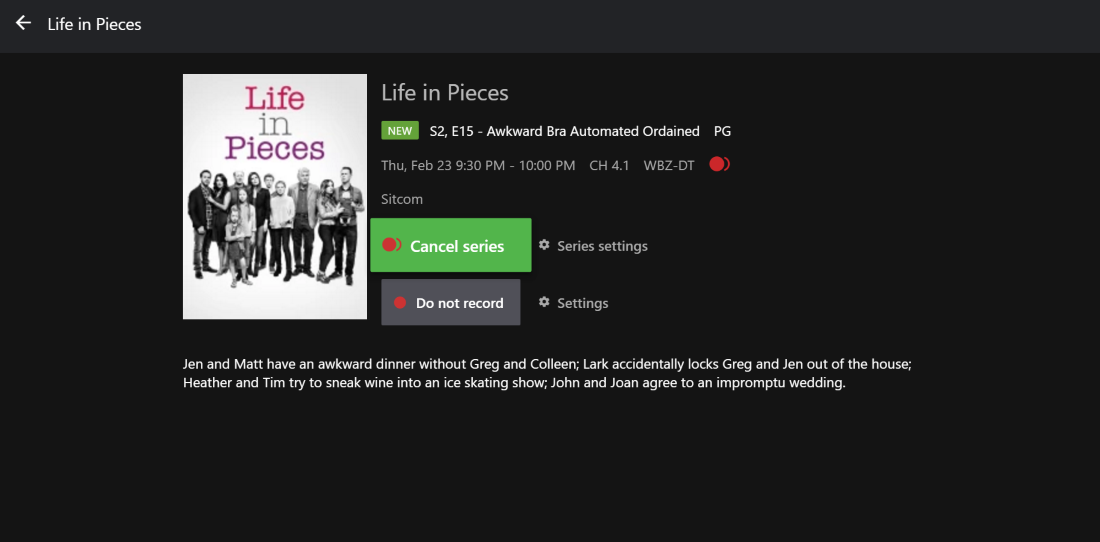 Life in Pieces
Life
in
Pieces
Life in Pieces
NEW S2, E15 - Awkward Bra Automated Ordained PG
Thu, Feb 23 9:30 PM - 10:00 PM CH 4.1 WBZ-DT
Sitcom
Cancel series Series settings
Do not record Settings
Jen and Matt have an awkward dinner without Greg and Colleen; Lark accidentally locks Greg and Jen out of the house;
Heather and Tim try to sneak wine into an ice skating show; John and Joan agree to an impromptu wedding.